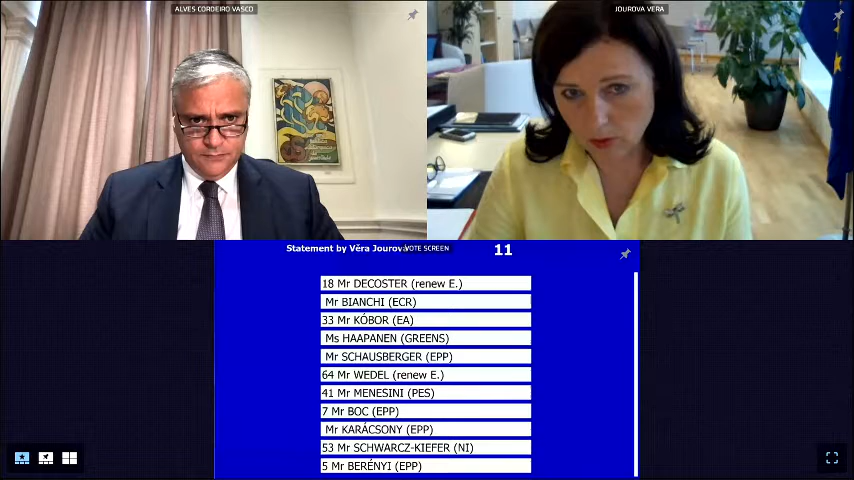 ALVES CORDEIRO VASCO
JOUROVA VERA
Statement by Věra Jourov
VOTE SCREEN
11
18 Mr DECOSTER (renew E.)
Mr BIANCHI (ECR)
33 Mr KÓBOR (EA)
Ms HAAPANEN (GREENS)
Mr SCHAUSBERGER (EPP)
64 Mr WEDEL (renew E.)
41 Mr MENESINI (PES)
7 Mr BOC (EPP)
Mr KARÁCSONY (EPP)
53 Mr SCHWARCZ-KIEFER (NI)
5 Mr BERÉNYI (EPP)